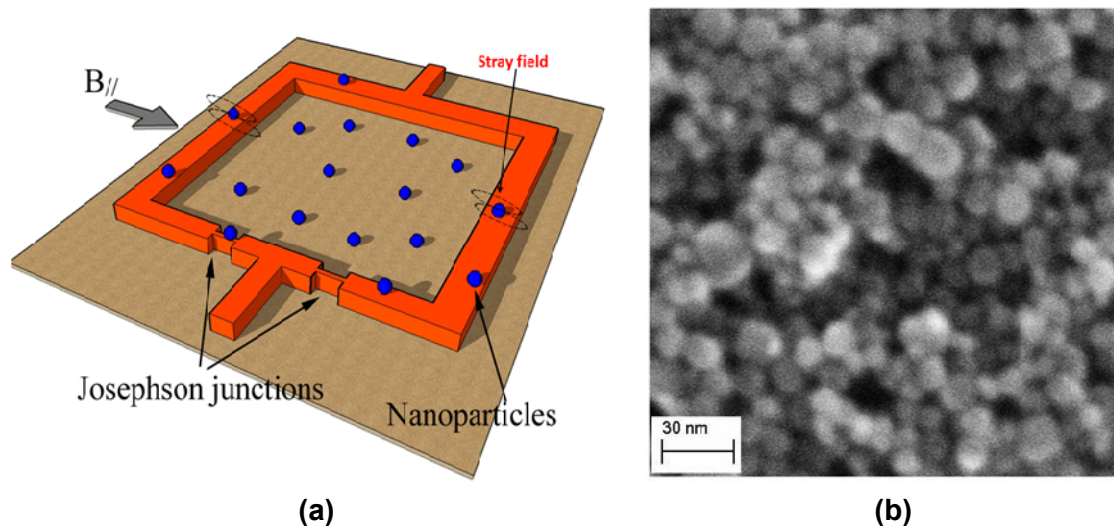 Stray field
B//
Josephson junctions
Nanoparticles
30 nm
(a)
(b)